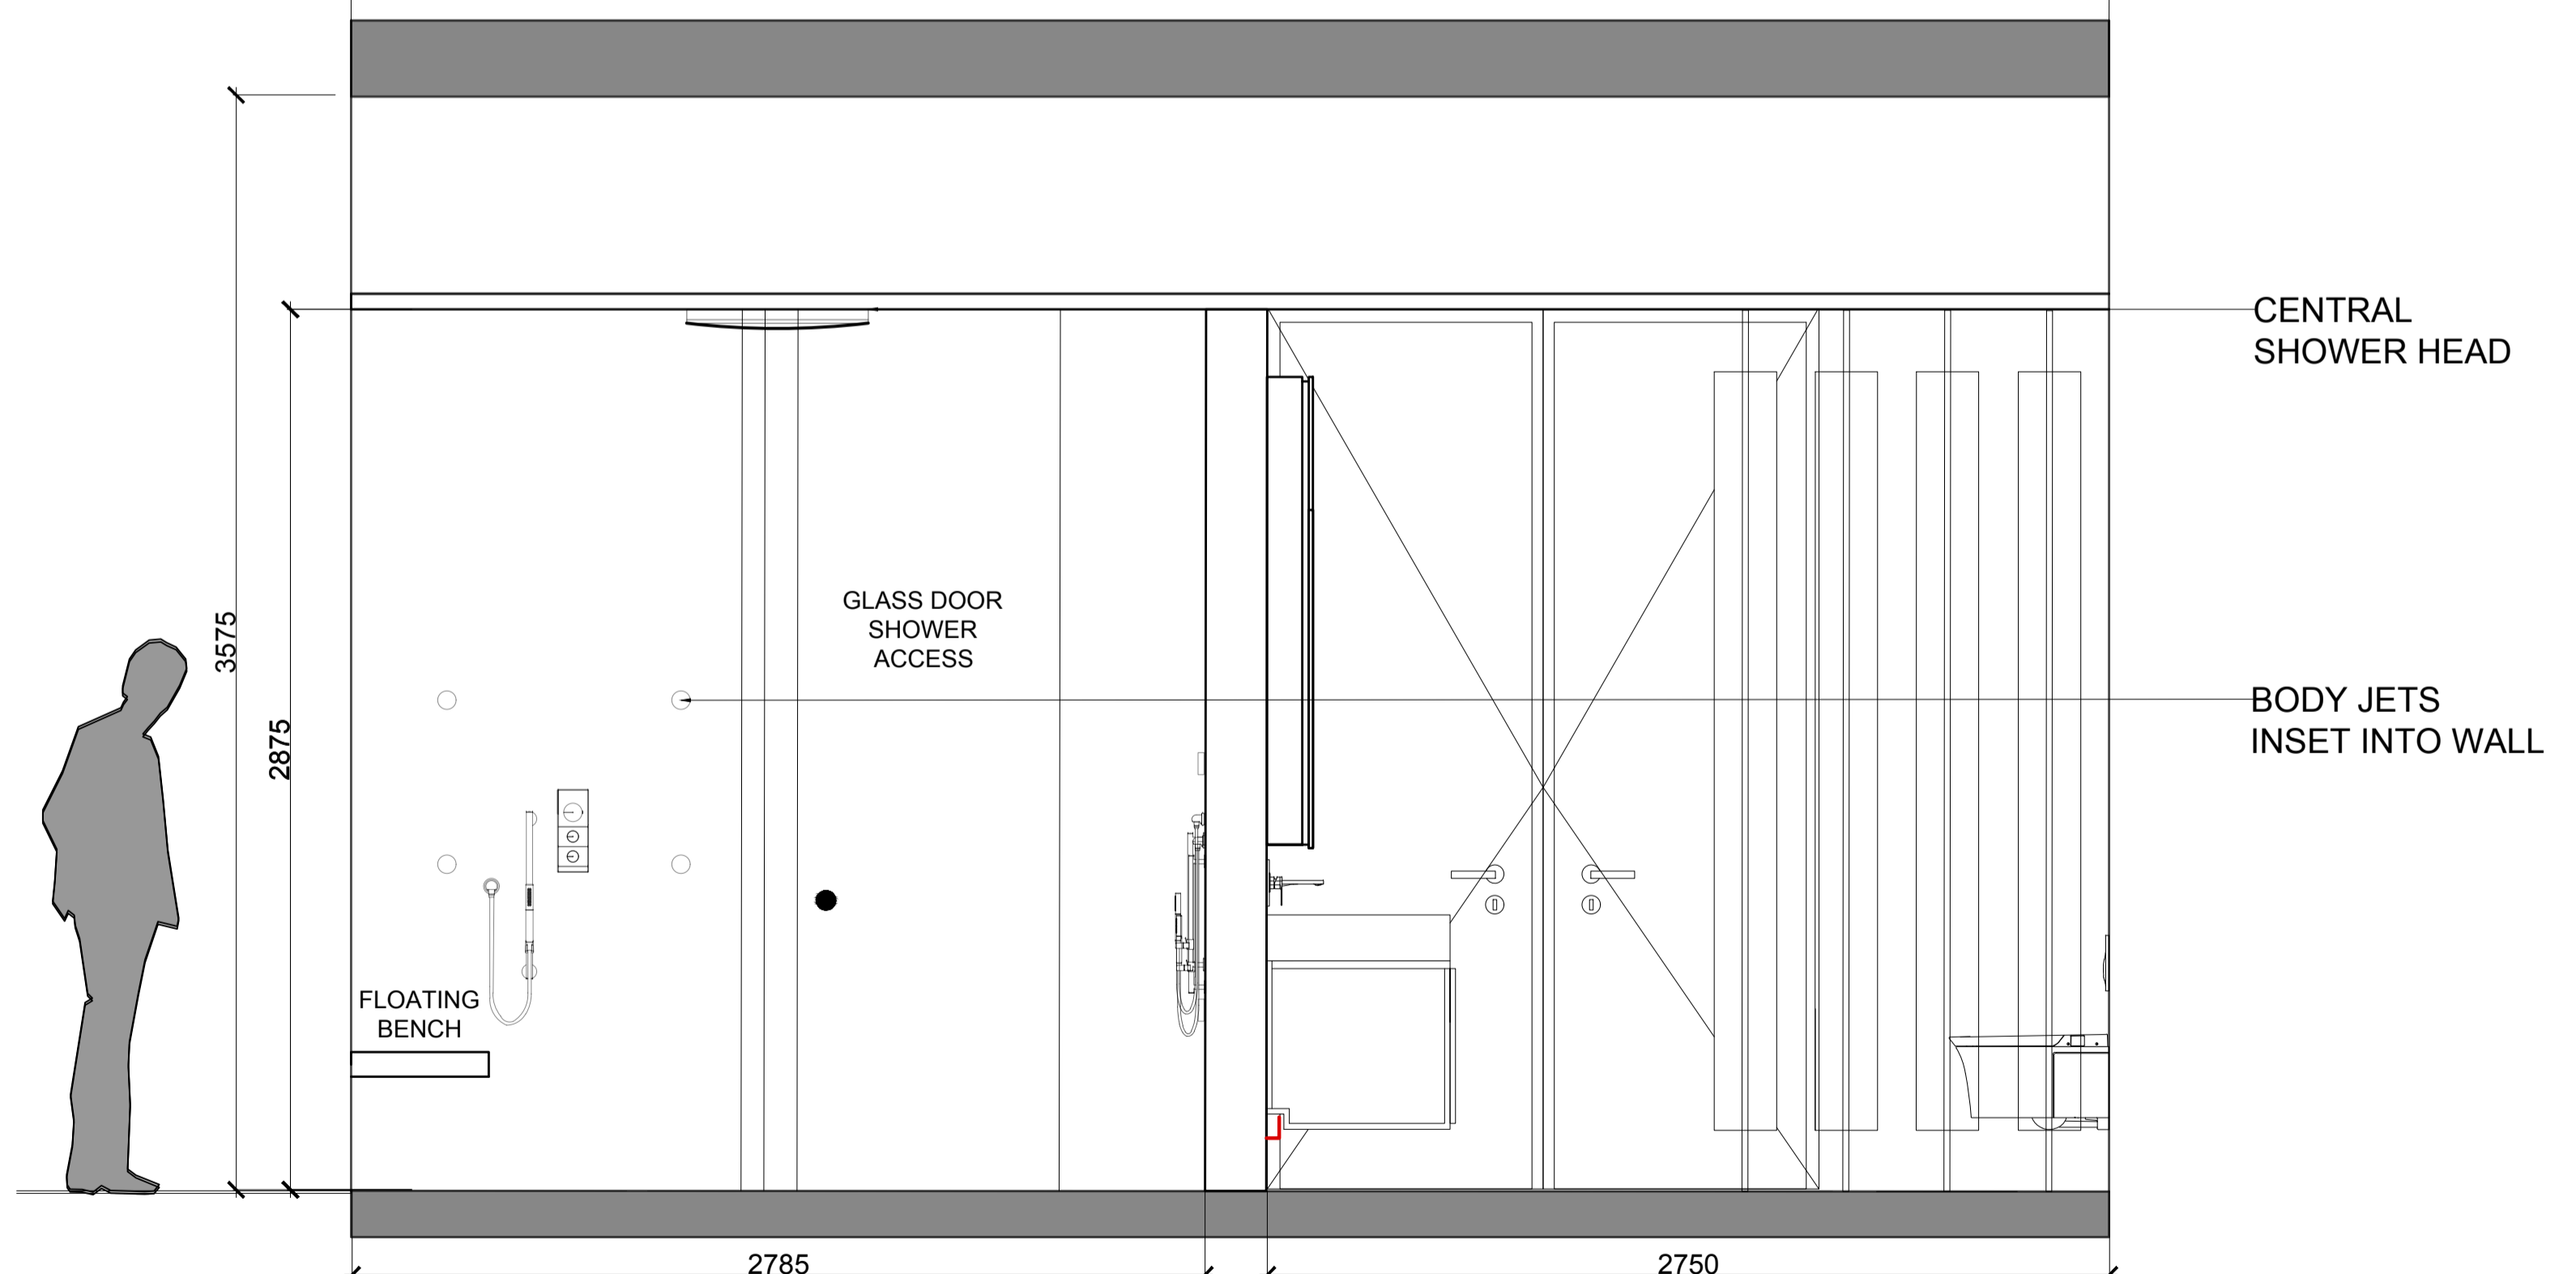 CENTRAL
SHOWER HEAD
GLASS DOOR
SHOWER
ACCESS
3575
BODY JETS
INSET INTO WALL
2875
FLOATING
BENCH
2785
2750